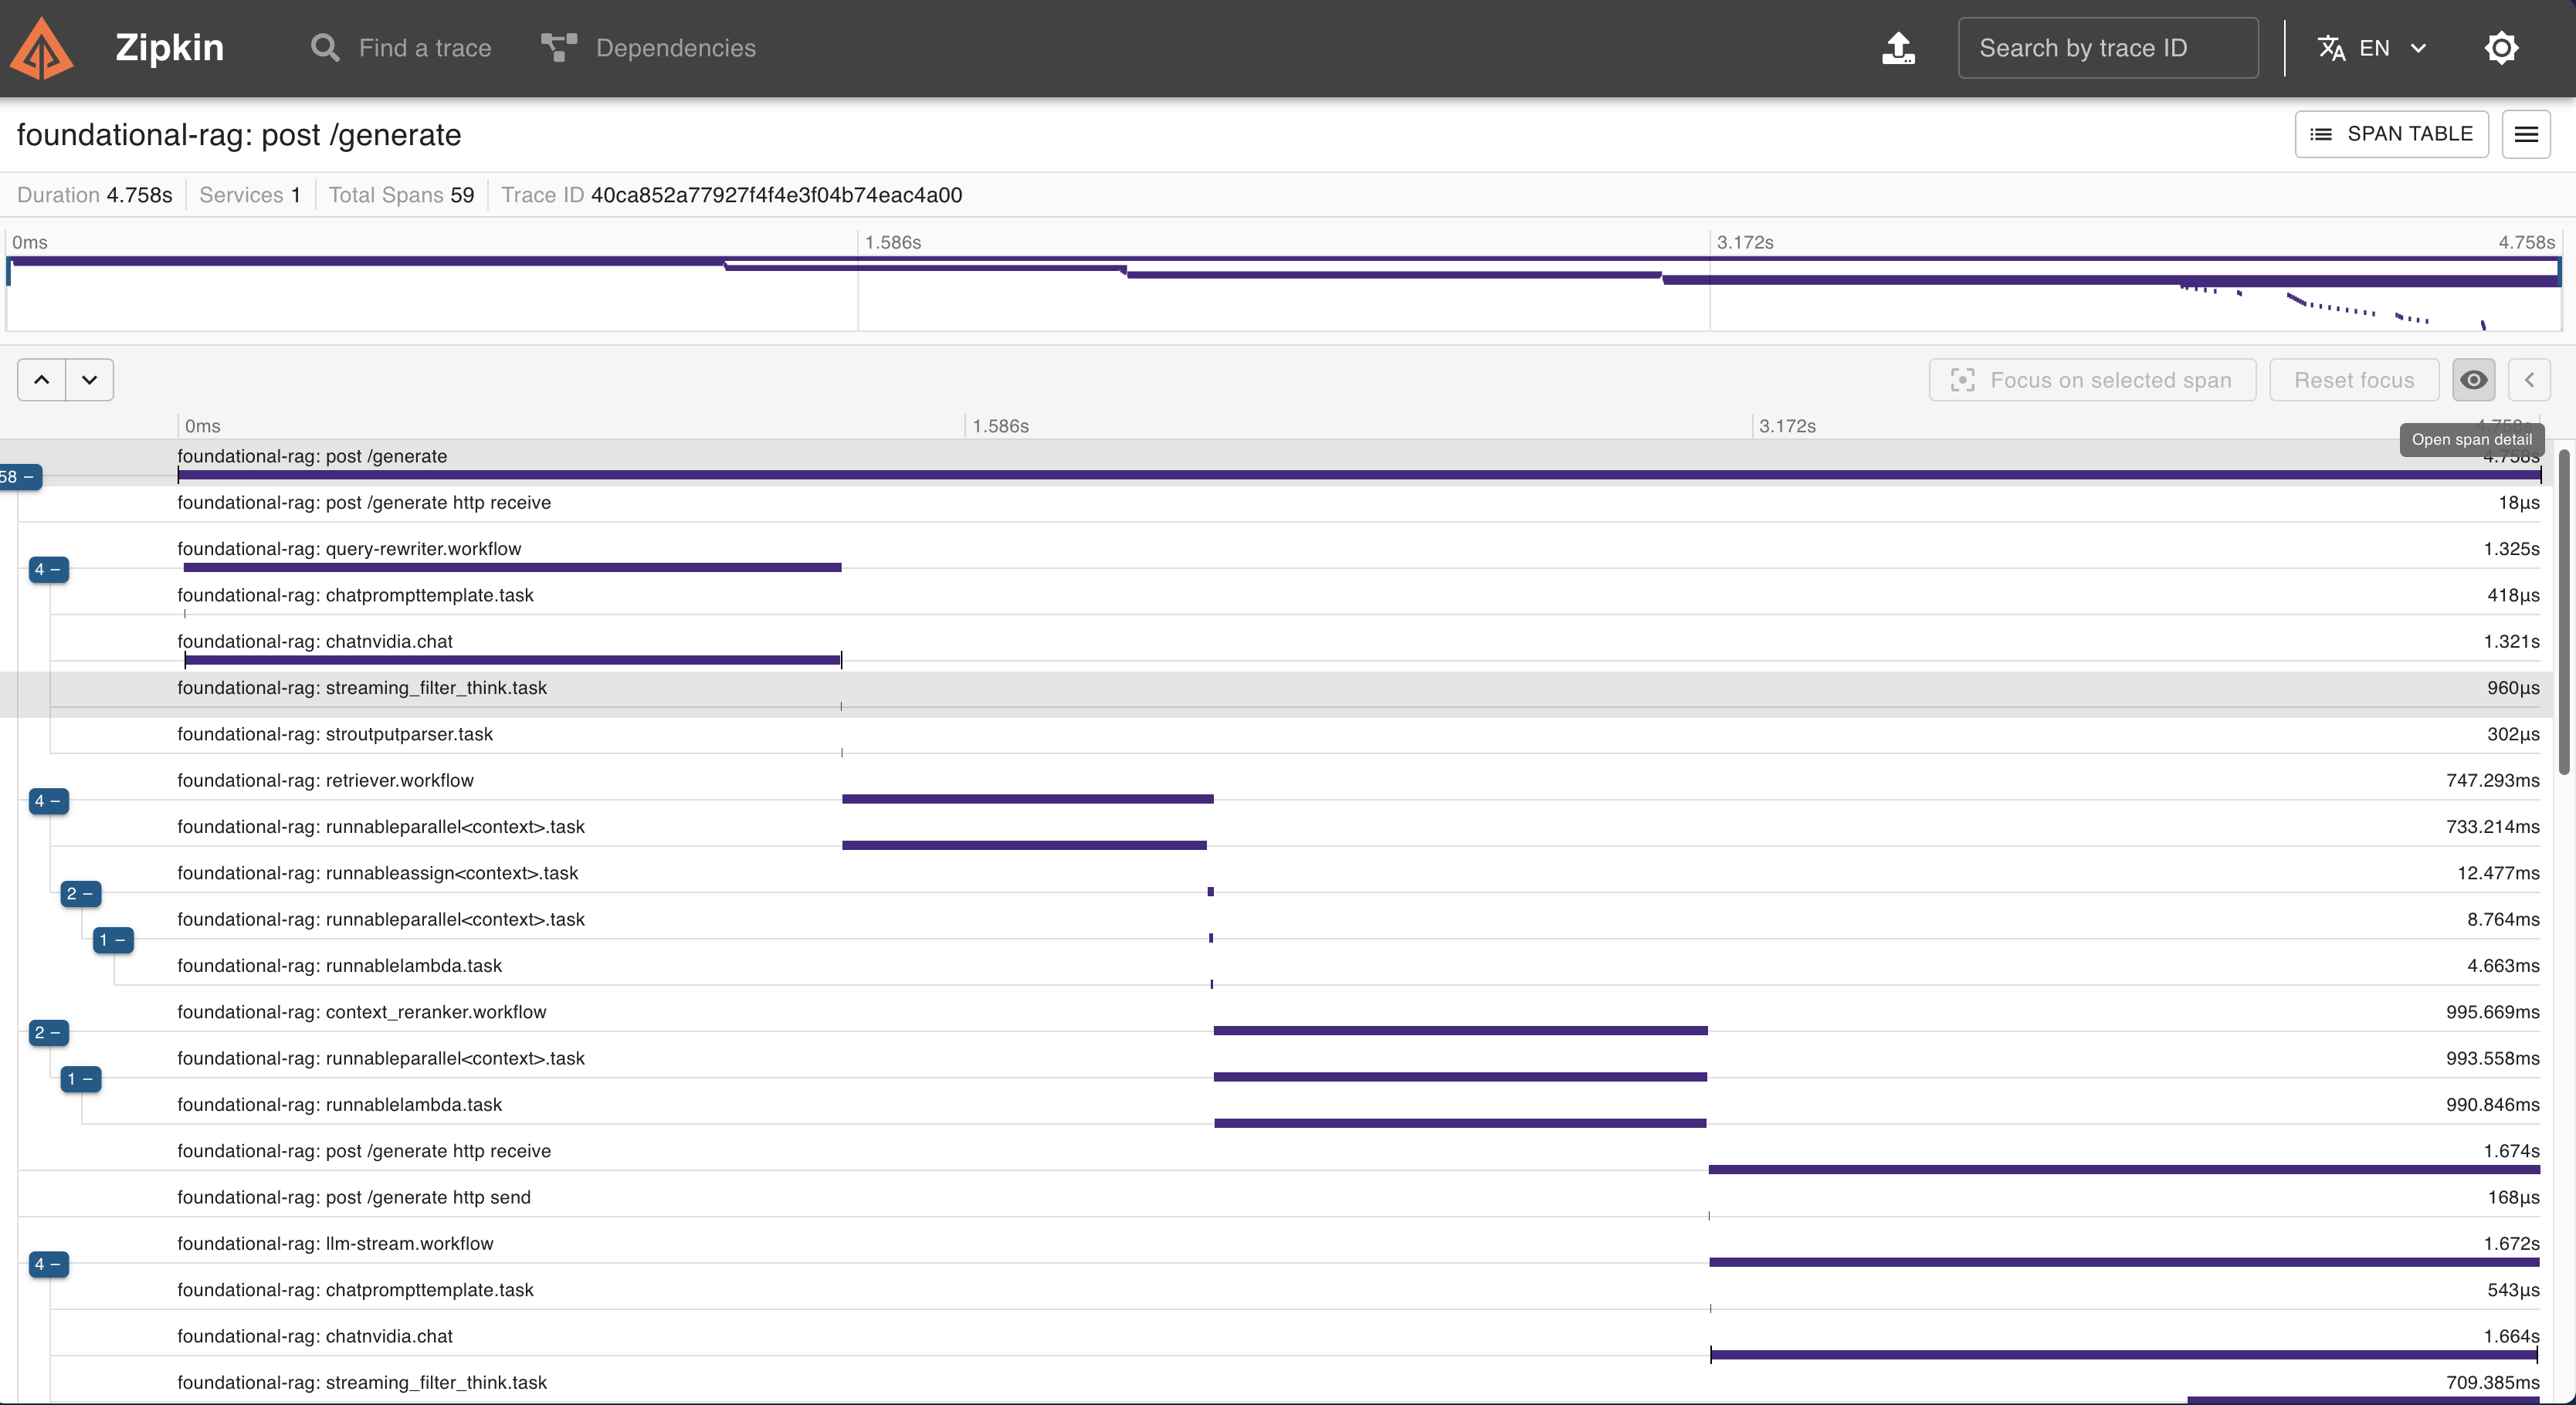 Zipkin Find a trace Dependencies Search by trace ID EN
foundational-rag: post /generate SPAN TABLE
Duration 4.758s Services 1 Total Spans 59 Trace ID 40ca852a77927f4f4e3f04b74eac4a00
0ms 1.586s 3.172s 4.758s
Focus on selected span Reset focus
0ms 1.586s 3.172s 4.758s
Open span detail
foundational-rag: post /generate 4.758s
58 −
foundational-rag: post /generate http receive 18µs
foundational-rag: query-rewriter.workflow 1.325s
4 −
foundational-rag: chatprompttemplate.task 418µs
foundational-rag: chatnvidia.chat 1.321s
foundational-rag: streaming_filter_think.task 960µs
foundational-rag: stroutputparser.task 302µs
foundational-rag: retriever.workflow 747.293ms
4 −
foundational-rag: runnableparallel<context>.task 733.214ms
foundational-rag: runnableassign<context>.task 12.477ms
2 −
foundational-rag: runnableparallel<context>.task 8.764ms
1 −
foundational-rag: runnablelambda.task 4.663ms
foundational-rag: context_reranker.workflow 995.669ms
2 −
foundational-rag: runnableparallel<context>.task 993.558ms
1 −
foundational-rag: runnablelambda.task 990.846ms
foundational-rag: post /generate http receive 1.674s
foundational-rag: post /generate http send 168µs
foundational-rag: llm-stream.workflow 1.672s
4 −
foundational-rag: chatprompttemplate.task 543µs
foundational-rag: chatnvidia.chat 1.664s
foundational-rag: streaming_filter_think.task 709.385ms